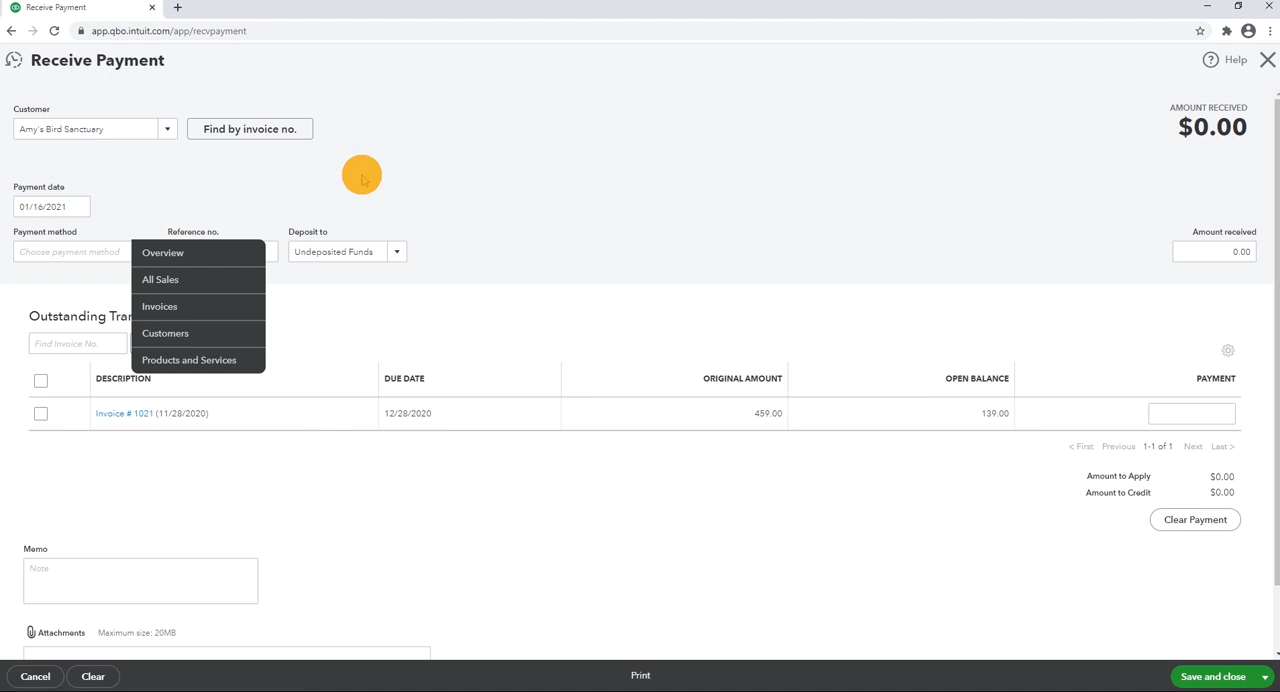 Receive Payment
app.qbo.intuit.com/app/recvpayment
Receive Payment
Help
Customer
AMOUNT RECEIVED
Amy's Bird Sanctuary
Find by invoice no.
$0.00
Payment date
01/16/2021
Payment method
Reference no.
Deposit to
Amount received
Choose payment method
Overview
Undeposited Funds
0.00
All Sales
Invoices
Outstanding
Customers
Find Invoice No.
Products and Services
DESCRIPTION
DUE DATE
ORIGINAL AMOUNT
OPEN BALANCE
PAYMENT
Invoice # 1021 (11/28/2020)
12/28/2020
459.00
139.00
< First Previous 1-1 of 1 Next Last >
Amount to Apply $0.00
Amount to Credit $0.00
Clear Payment
Memo
Note
Attachments Maximum size: 20MB
Cancel
Clear
Print
Save and close